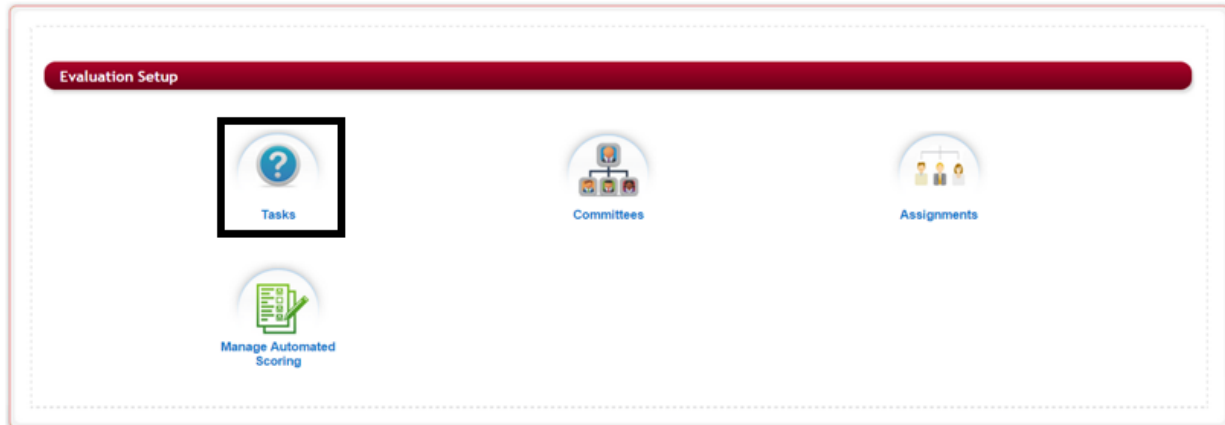 Evaluation Setup
Tasks
Committees
Assignments
Manage Automated
Scoring